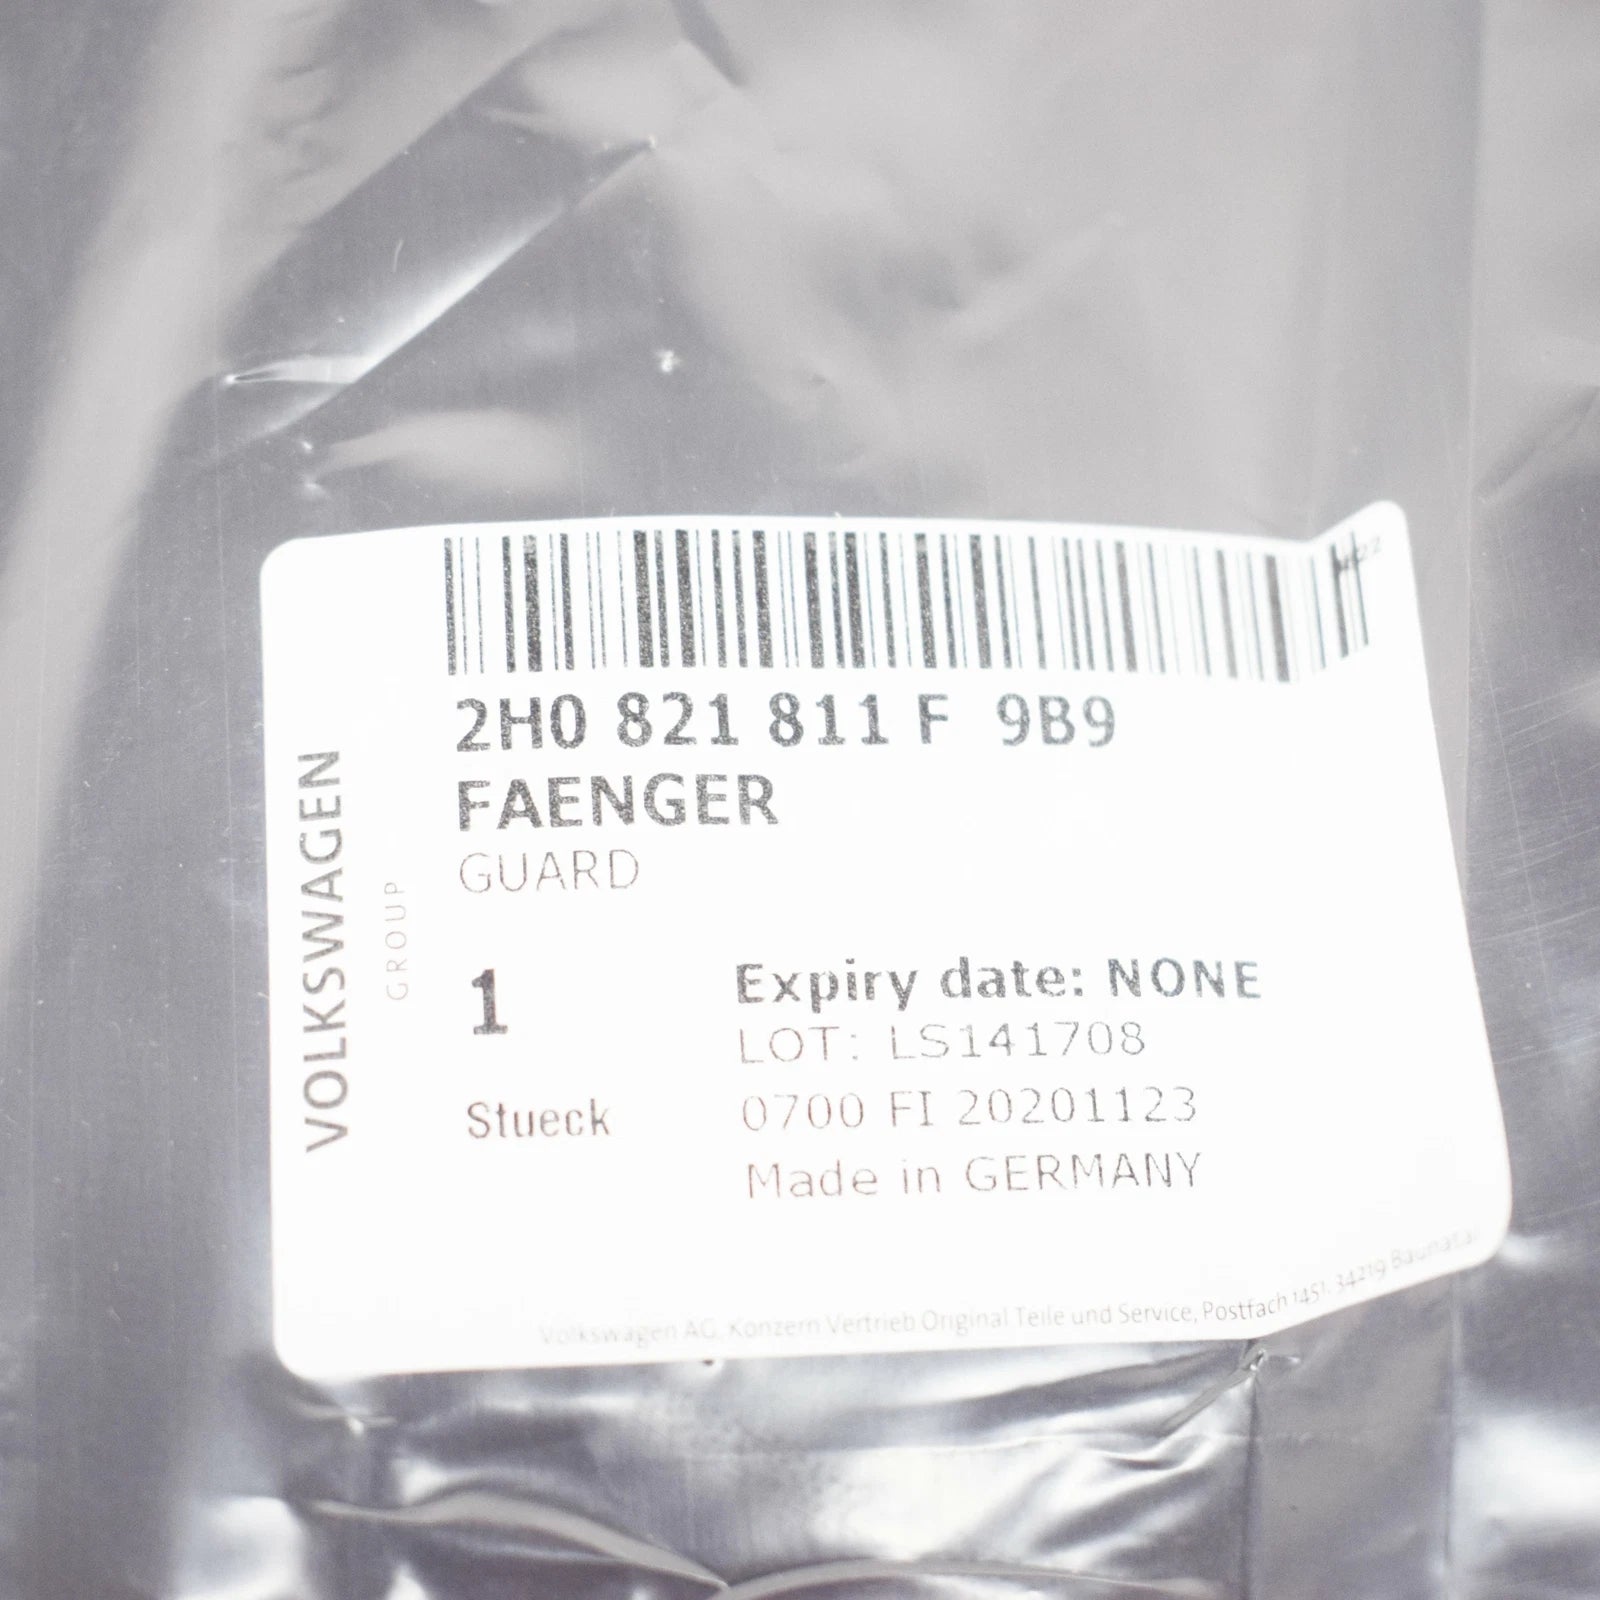 2H0 821 811 F 9B9
FAENGER
GUARD
VOLKSWAGEN
GROUP
1
Stueck
Expiry date: NONE
LOT: LS141708
0700 FI 20201123
Made in GERMANY
Volkswagen AG, Konzern Vertrieb Original Teile und Service, Postfach 1451, 34219 Baunatal